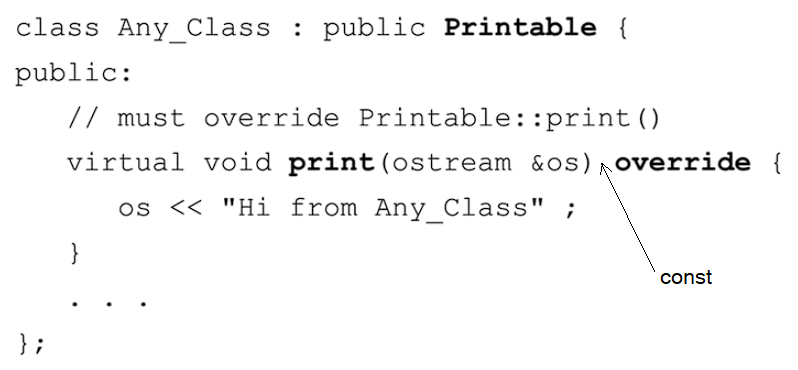 class Any_Class : public Printable {
public:
// must override Printable::print()
virtual void print(ostream &os) override {
os << "Hi from Any_Class" ;
}
const
. . .
};